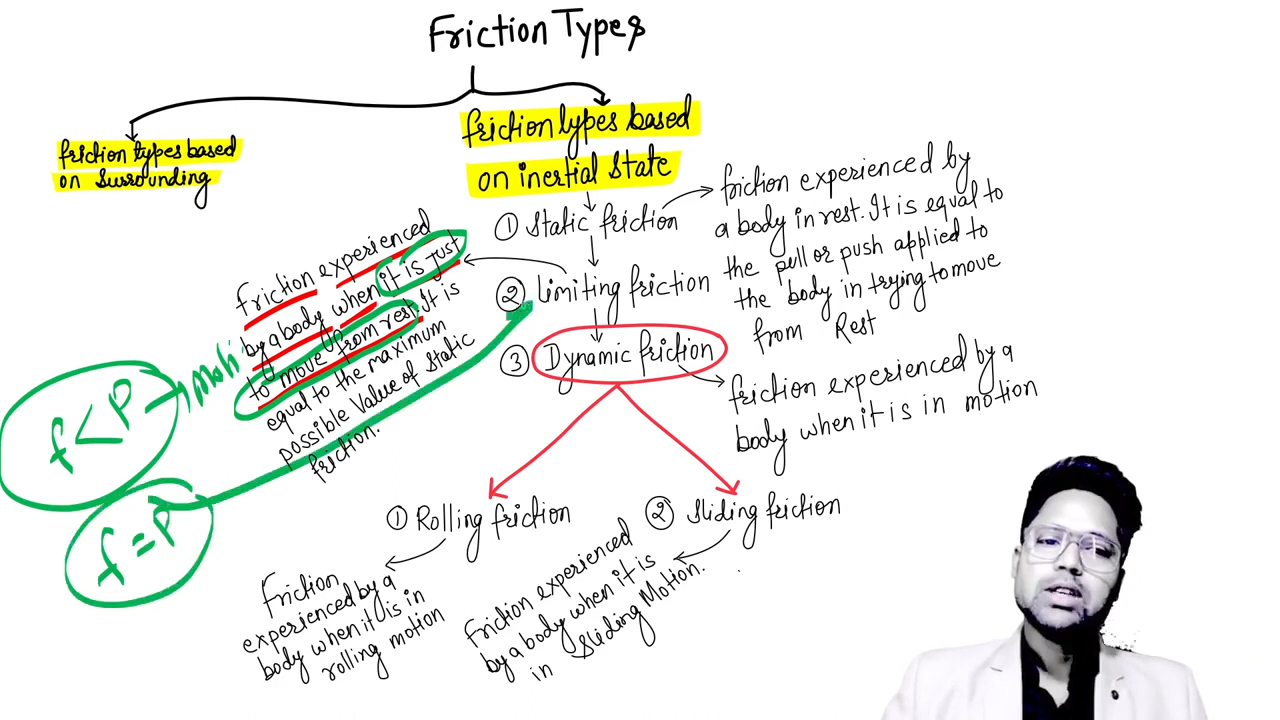 Friction Types
friction types based
on Surrounding
friction types based
on inertial state
① Static friction
friction experienced by
a body in rest. It is equal to
the pull or push applied to
the body in trying to move
from Rest
② limiting friction
friction experienced
by a body when it is just
to move from rest. It is
equal to the maximum
possible value of static
friction.
③ Dynamic friction
friction experienced by a
body when it is in motion
f < P → Moti
f = P
① Rolling friction
Friction
experienced by a
body when it is in
rolling motion
② Sliding friction
Friction experienced
by a body when it is
in Sliding Motion.